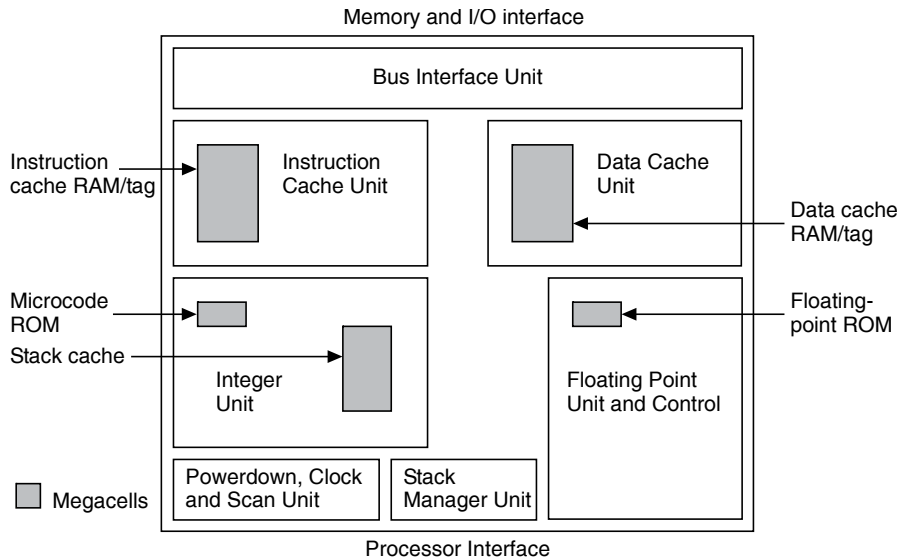 Memory and I/O interface
Bus Interface Unit
Instruction
cache RAM/tag
Instruction
Cache Unit
Data Cache
Unit
Data cache
RAM/tag
Microcode
ROM
Stack cache
Integer
Unit
Floating-
point ROM
Floating Point
Unit and Control
Powerdown, Clock
and Scan Unit
Stack
Manager Unit
Megacells
Processor Interface